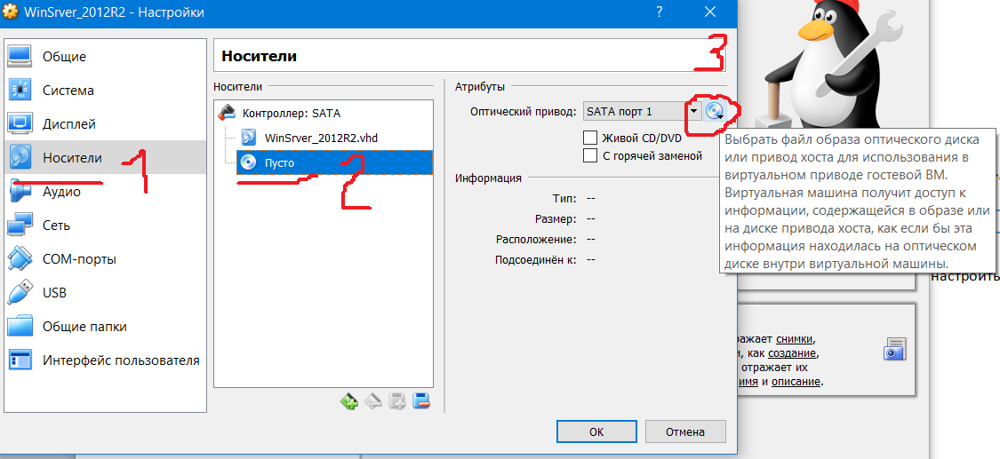 WinSrver_2012R2 - Настройки
?
Общие
Система
Дисплей
Носители
Аудио
Сеть
COM-порты
USB
Общие папки
Интерфейс пользователя
1
Носители
3
Носители
Контроллер: SATA
WinSrver_2012R2.vhd
Пусто
2
Атрибуты
Оптический привод: SATA порт 1
Живой CD/DVD
С горячей заменой
Информация
Тип: --
Размер: --
Расположение: --
Подсоединён к: --
OK
Отмена
Выбрать файл образа оптического диска
или привод хоста для использования в
виртуальном приводе гостевой ВМ.
Виртуальная машина получит доступ к
информации, содержащейся в образе или
на диске привода хоста, как если бы эта
информация находилась на оптическом
диске внутри виртуальной машины.
настроить
снимки,
как создание,
отражает их
имя и описание.